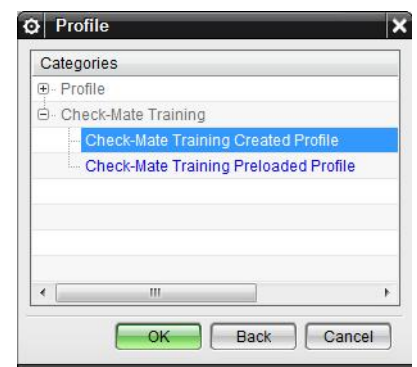 Profile
Categories
Profile
Check-Mate Training
Check-Mate Training Created Profile
Check-Mate Training Preloaded Profile
OK Back Cancel